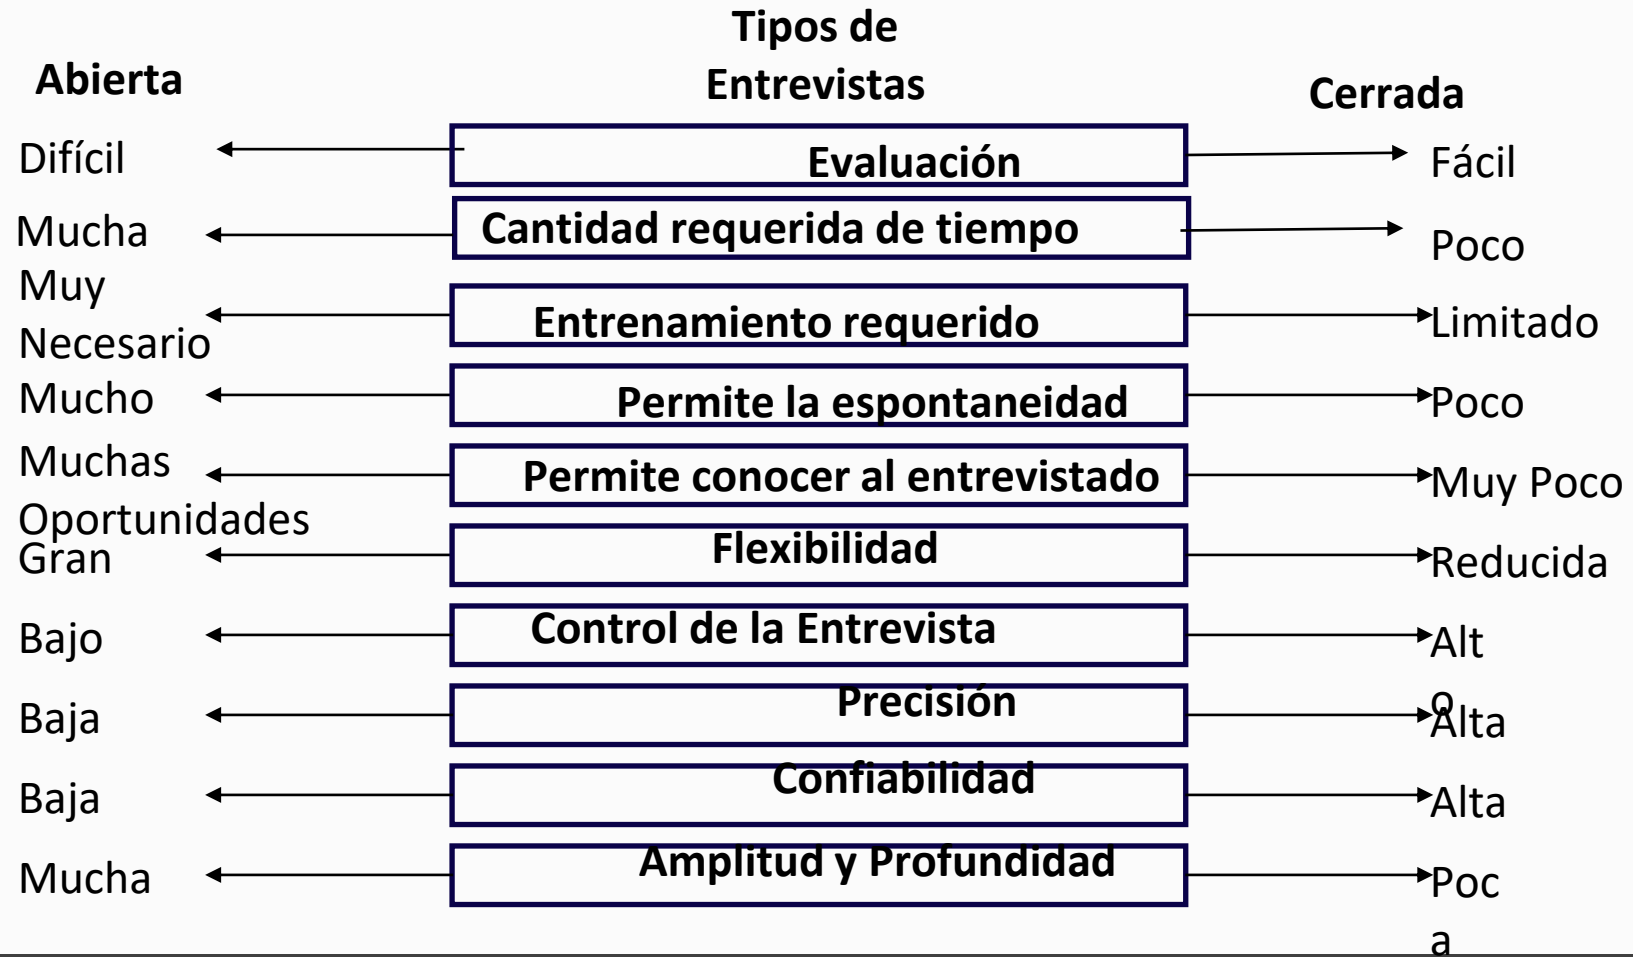 Tipos de
Entrevistas
Abierta
Cerrada
Difícil
Evaluación
Fácil
Mucha
Cantidad requerida de tiempo
Poco
Muy
Necesario
Entrenamiento requerido
Limitado
Mucho
Permite la espontaneidad
Poco
Muchas
Oportunidades
Permite conocer al entrevistado
Muy Poco
Gran
Flexibilidad
Reducida
Bajo
Control de la Entrevista
Alt
o
Baja
Precisión
Alta
Baja
Confiabilidad
Alta
Mucha
Amplitud y Profundidad
Poc
a